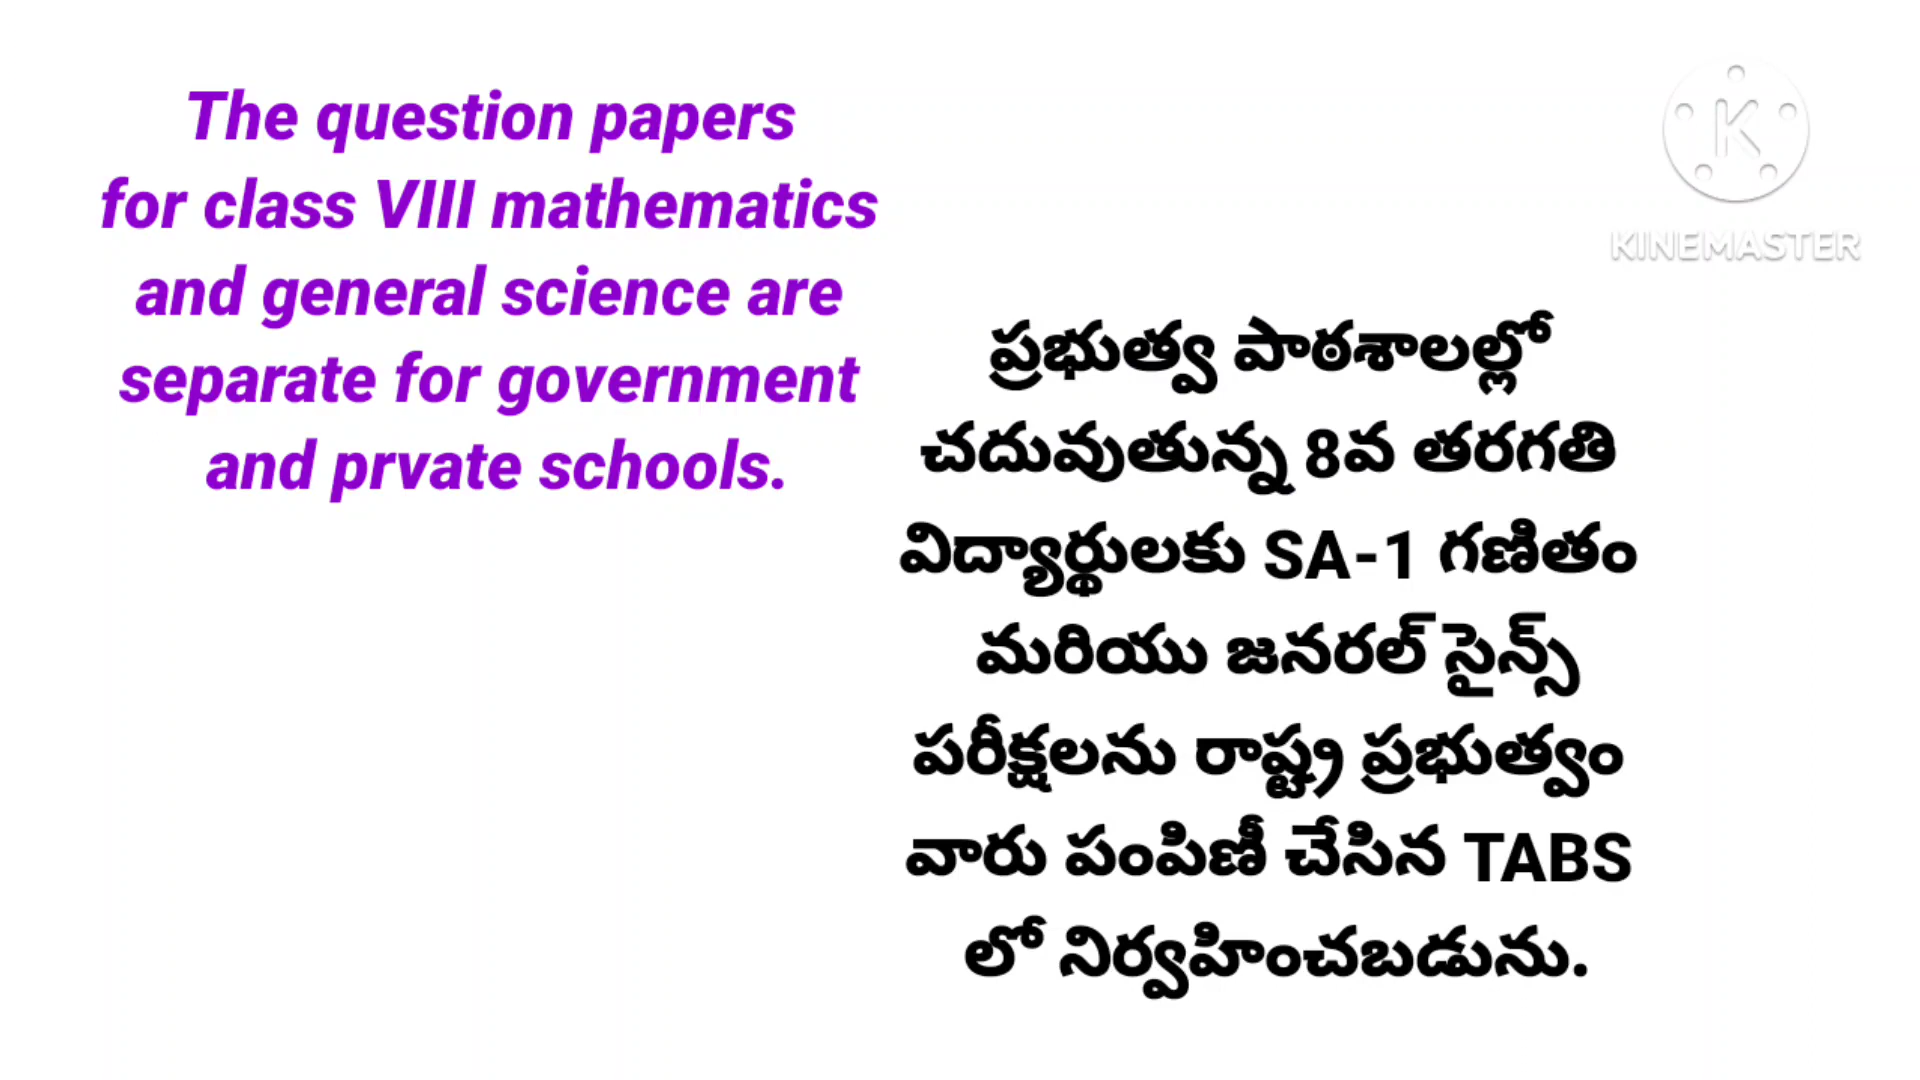 The question papers
for class VIII mathematics
and general science are
separate for government
and prvate schools.
K
KINEMASTER
ప్రభుత్వ పాఠశాలల్లో
చదువుతున్న 8వ తరగతి
విద్యార్థులకు SA-1 గణితం
మరియు జనరల్ సైన్స్
పరీక్షలను రాష్ట్ర ప్రభుత్వం
వారు పంపిణీ చేసిన TABS
లో నిర్వహించబడును.